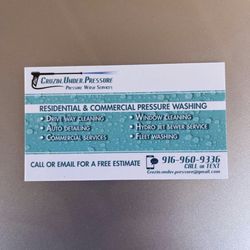 Cruzin.Under.Pressure
Pressure Wash Services
Residential & Commercial Pressure Washing
• Drive Way Cleaning
• Auto Detailing
• Commercial Services
• Window Cleaning
• Hydro Jet Sewer Service
• Fleet Washing
Call or Email for a Free Estimate
916-960-9336
Call or Text
Cruzin.under.pressure@gmail.com